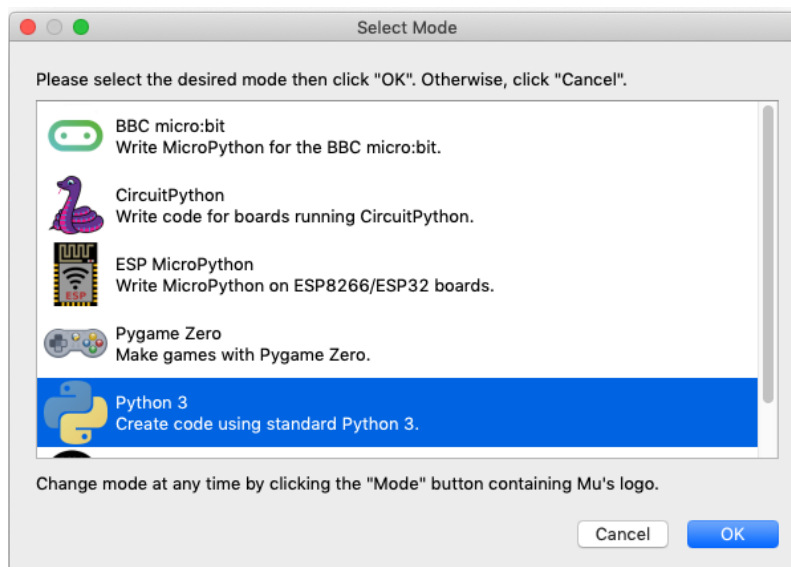 Select Mode
Please select the desired mode then click "OK". Otherwise, click "Cancel".
BBC micro:bit
Write MicroPython for the BBC micro:bit.
CircuitPython
Write code for boards running CircuitPython.
ESP
ESP MicroPython
Write MicroPython on ESP8266/ESP32 boards.
Pygame Zero
Make games with Pygame Zero.
Python 3
Create code using standard Python 3.
Change mode at any time by clicking the "Mode" button containing Mu's logo.
Cancel
OK